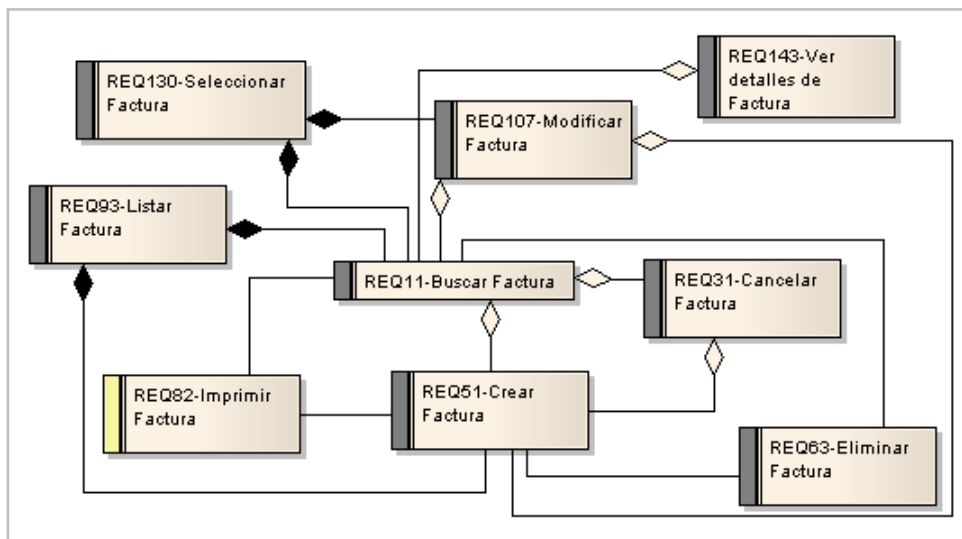 REQ143-Ver
detalles de
Factura
REQ130-Seleccionar
Factura
REQ107-Modificar
Factura
REQ93-Listar
Factura
REQ11-Buscar Factura
REQ31-Cancelar
Factura
REQ82-Imprimir
Factura
REQ51-Crear
Factura
REQ63-Eliminar
Factura